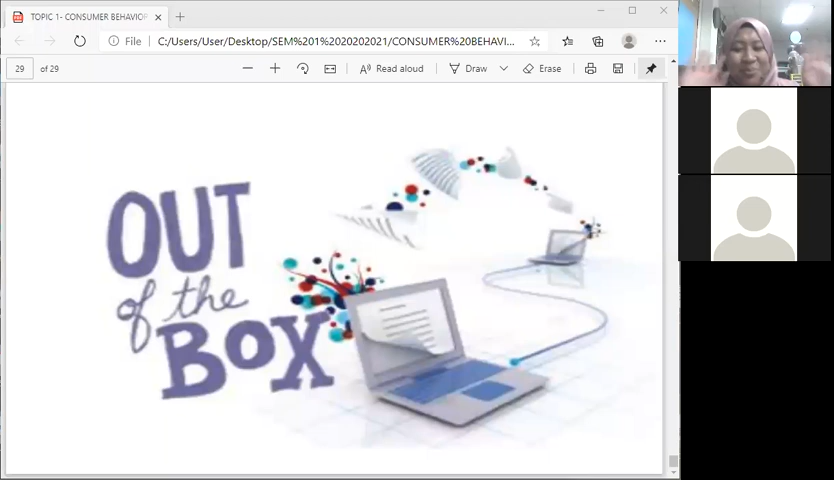 TOPIC 1- CONSUMER BEHAVIOR
File
C:/Users/User/Desktop/SEM%201%2020202021/CONSUMER%20BEHAVI...
29 of 29
Read aloud
Draw
Erase
OUT
of the
BOX